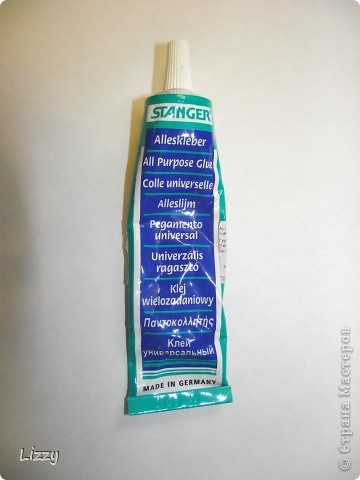 STANGER
Alleskleber
All Purpose Glue
Colle universelle
Alleslijm
Pegamento
universal
Univerzális
ragasztó
Klej
wielozadaniowy
Παντοκολλητής
Клей
универсальный
MADE IN GERMANY
Lizzy
© Страна Мастеров